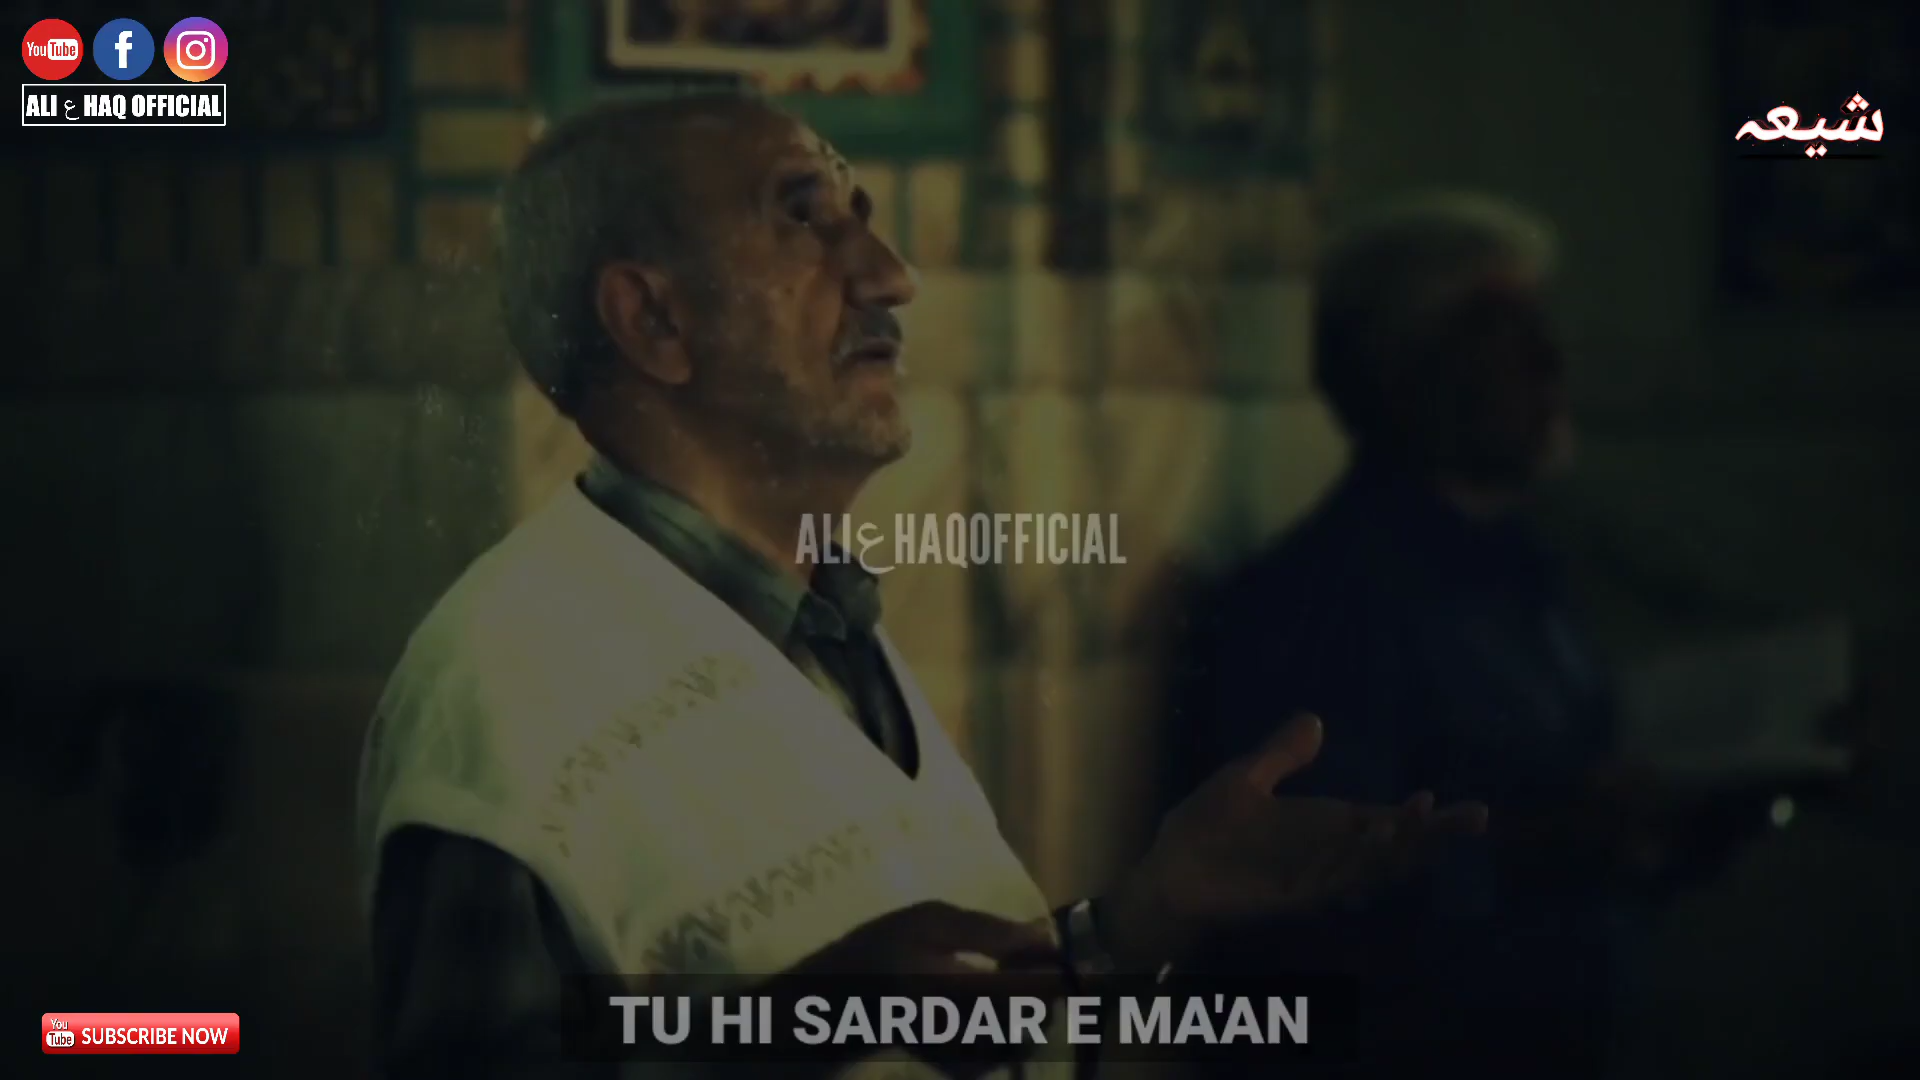 You Tube f
ALI ع HAQ OFFICIAL
شیعہ
ALI ع HAQOFFICIAL
TU HI SARDAR E MA'AN
You Tube SUBSCRIBE NOW